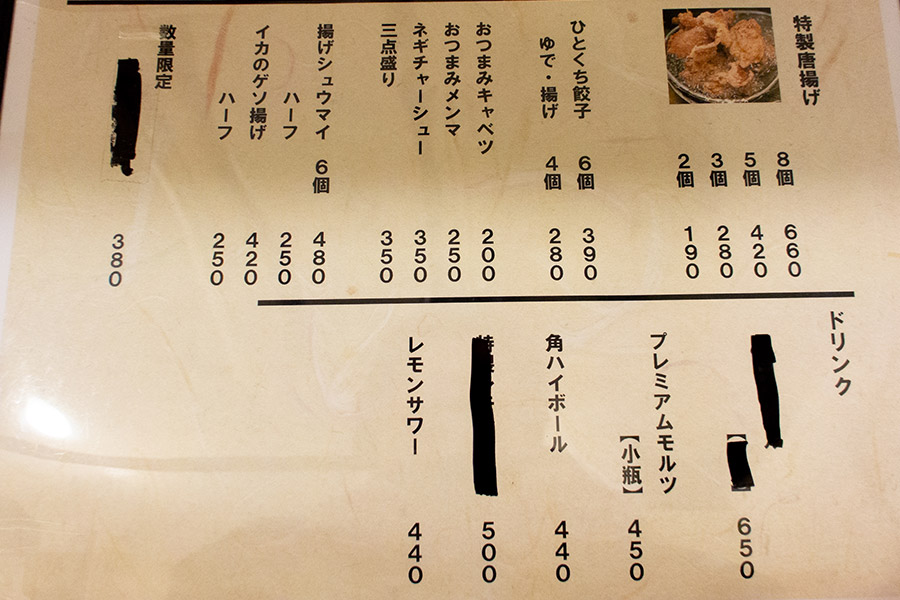 特製唐揚げ
8個 660
5個 420
3個 280
2個 190
ひとくち餃子 6個 390
ゆで・揚げ 4個 280
おつまみキャベツ 200
おつまみメンマ 250
ネギチャーシュー 350
三点盛り 350
揚げシュウマイ 6個 480
ハーフ 250
イカのゲソ揚げ 420
ハーフ 250
数量限定
380
ドリンク
650
プレミアムモルツ
【小瓶】 450
角ハイボール 440
500
レモンサワー 440